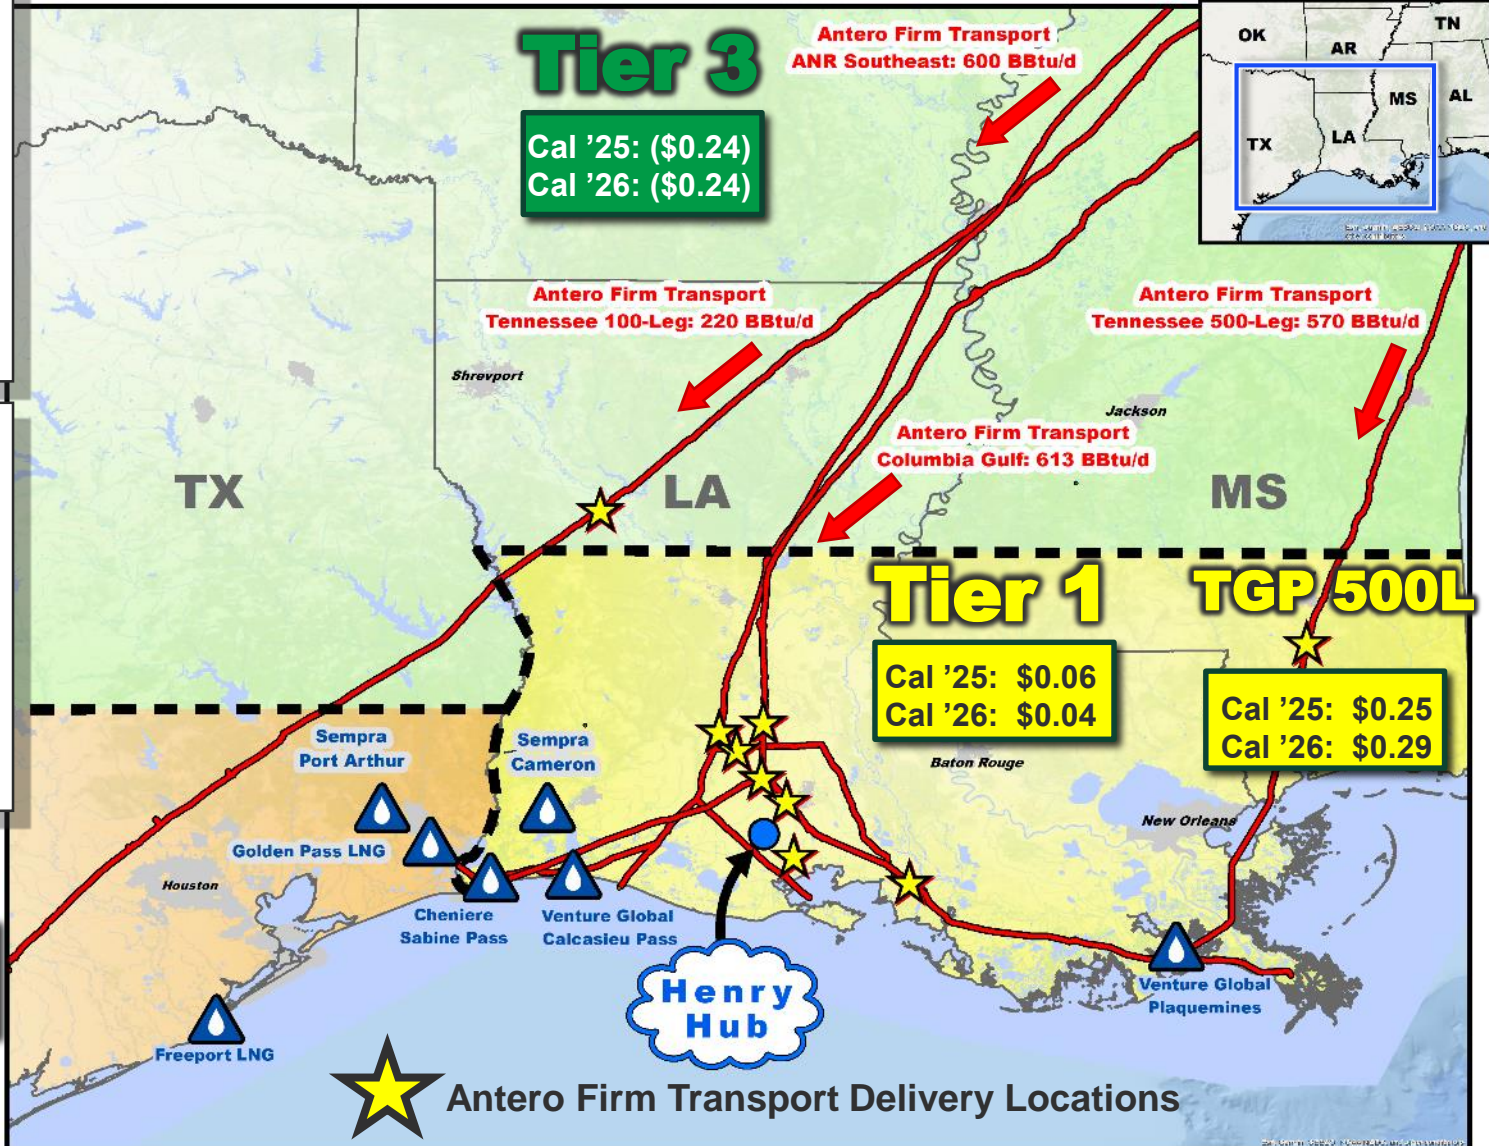 Tier 3
Cal ’25: ($0.24)
Cal ’26: ($0.24)
Antero Firm Transport
ANR Southeast: 600 BBtu/d
OK
AR
TN
MS
AL
TX
LA
Antero Firm Transport
Tennessee 100-Leg: 220 BBtu/d
Antero Firm Transport
Tennessee 500-Leg: 570 BBtu/d
Shrevport
Jackson
Antero Firm Transport
Columbia Gulf: 613 BBtu/d
TX
LA
MS
Tier 1
Cal ’25: $0.06
Cal ’26: $0.04
TGP 500L
Cal ’25: $0.25
Cal ’26: $0.29
Sempra
Port Arthur
Sempra
Cameron
Baton Rouge
New Orleans
Golden Pass LNG
Houston
Cheniere
Sabine Pass
Venture Global
Calcasieu Pass
Henry
Hub
Venture Global
Plaquemines
Freeport LNG
Antero Firm Transport Delivery Locations